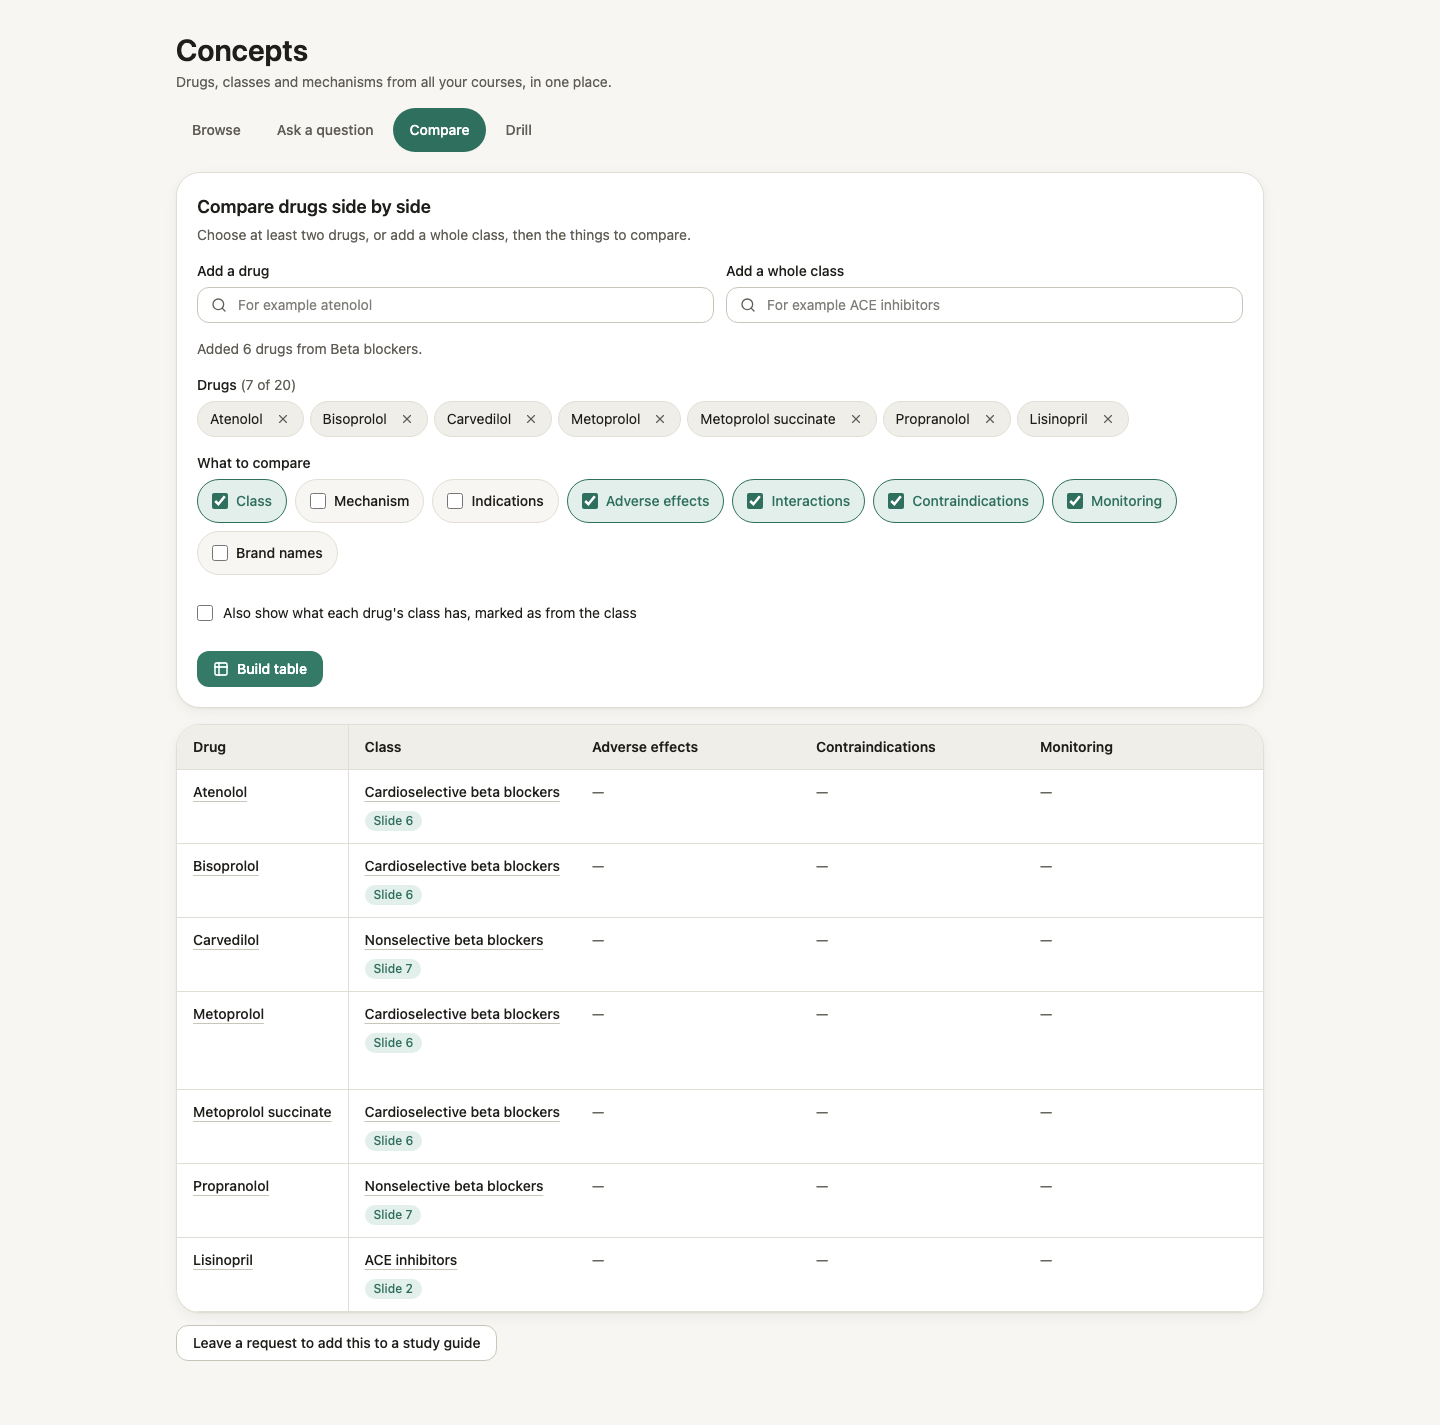 Concepts
Drugs, classes and mechanisms from all your courses, in one place.
Browse Ask a question Compare Drill
Compare drugs side by side
Choose at least two drugs, or add a whole class, then the things to compare.
Add a drug Add a whole class
For example atenolol For example ACE inhibitors
Added 6 drugs from Beta blockers.
Drugs (7 of 20)
Atenolol × Bisoprolol × Carvedilol × Metoprolol × Metoprolol succinate × Propranolol × Lisinopril ×
What to compare
Class Mechanism Indications Adverse effects Interactions Contraindications Monitoring
Brand names
Also show what each drug's class has, marked as from the class
Build table
Drug Class Adverse effects Contraindications Monitoring
Atenolol Cardioselective beta blockers — — —
Slide 6
Bisoprolol Cardioselective beta blockers — — —
Slide 6
Carvedilol Nonselective beta blockers — — —
Slide 7
Metoprolol Cardioselective beta blockers — — —
Slide 6
Metoprolol succinate Cardioselective beta blockers — — —
Slide 6
Propranolol Nonselective beta blockers — — —
Slide 7
Lisinopril ACE inhibitors — — —
Slide 2
Leave a request to add this to a study guide